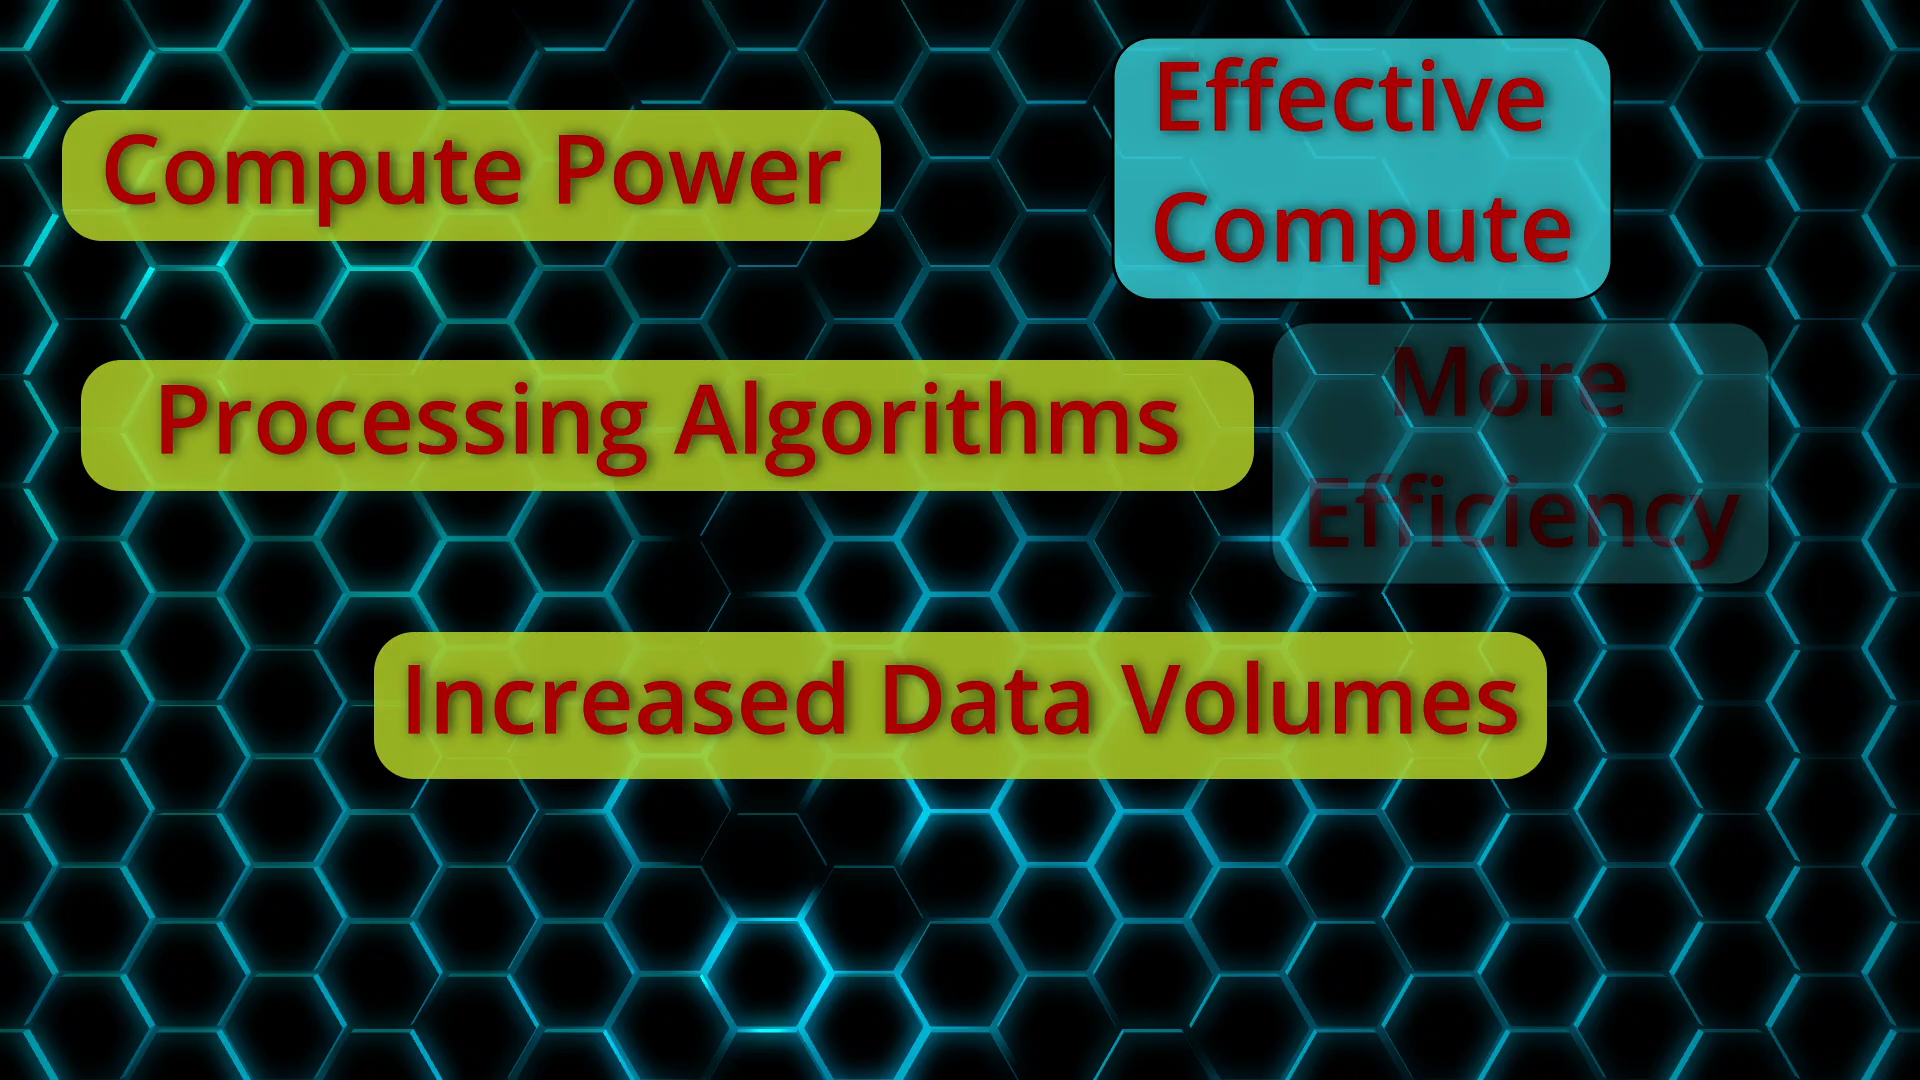 Compute Power
Effective
Compute
Processing Algorithms
More
Efficiency
Increased Data Volumes